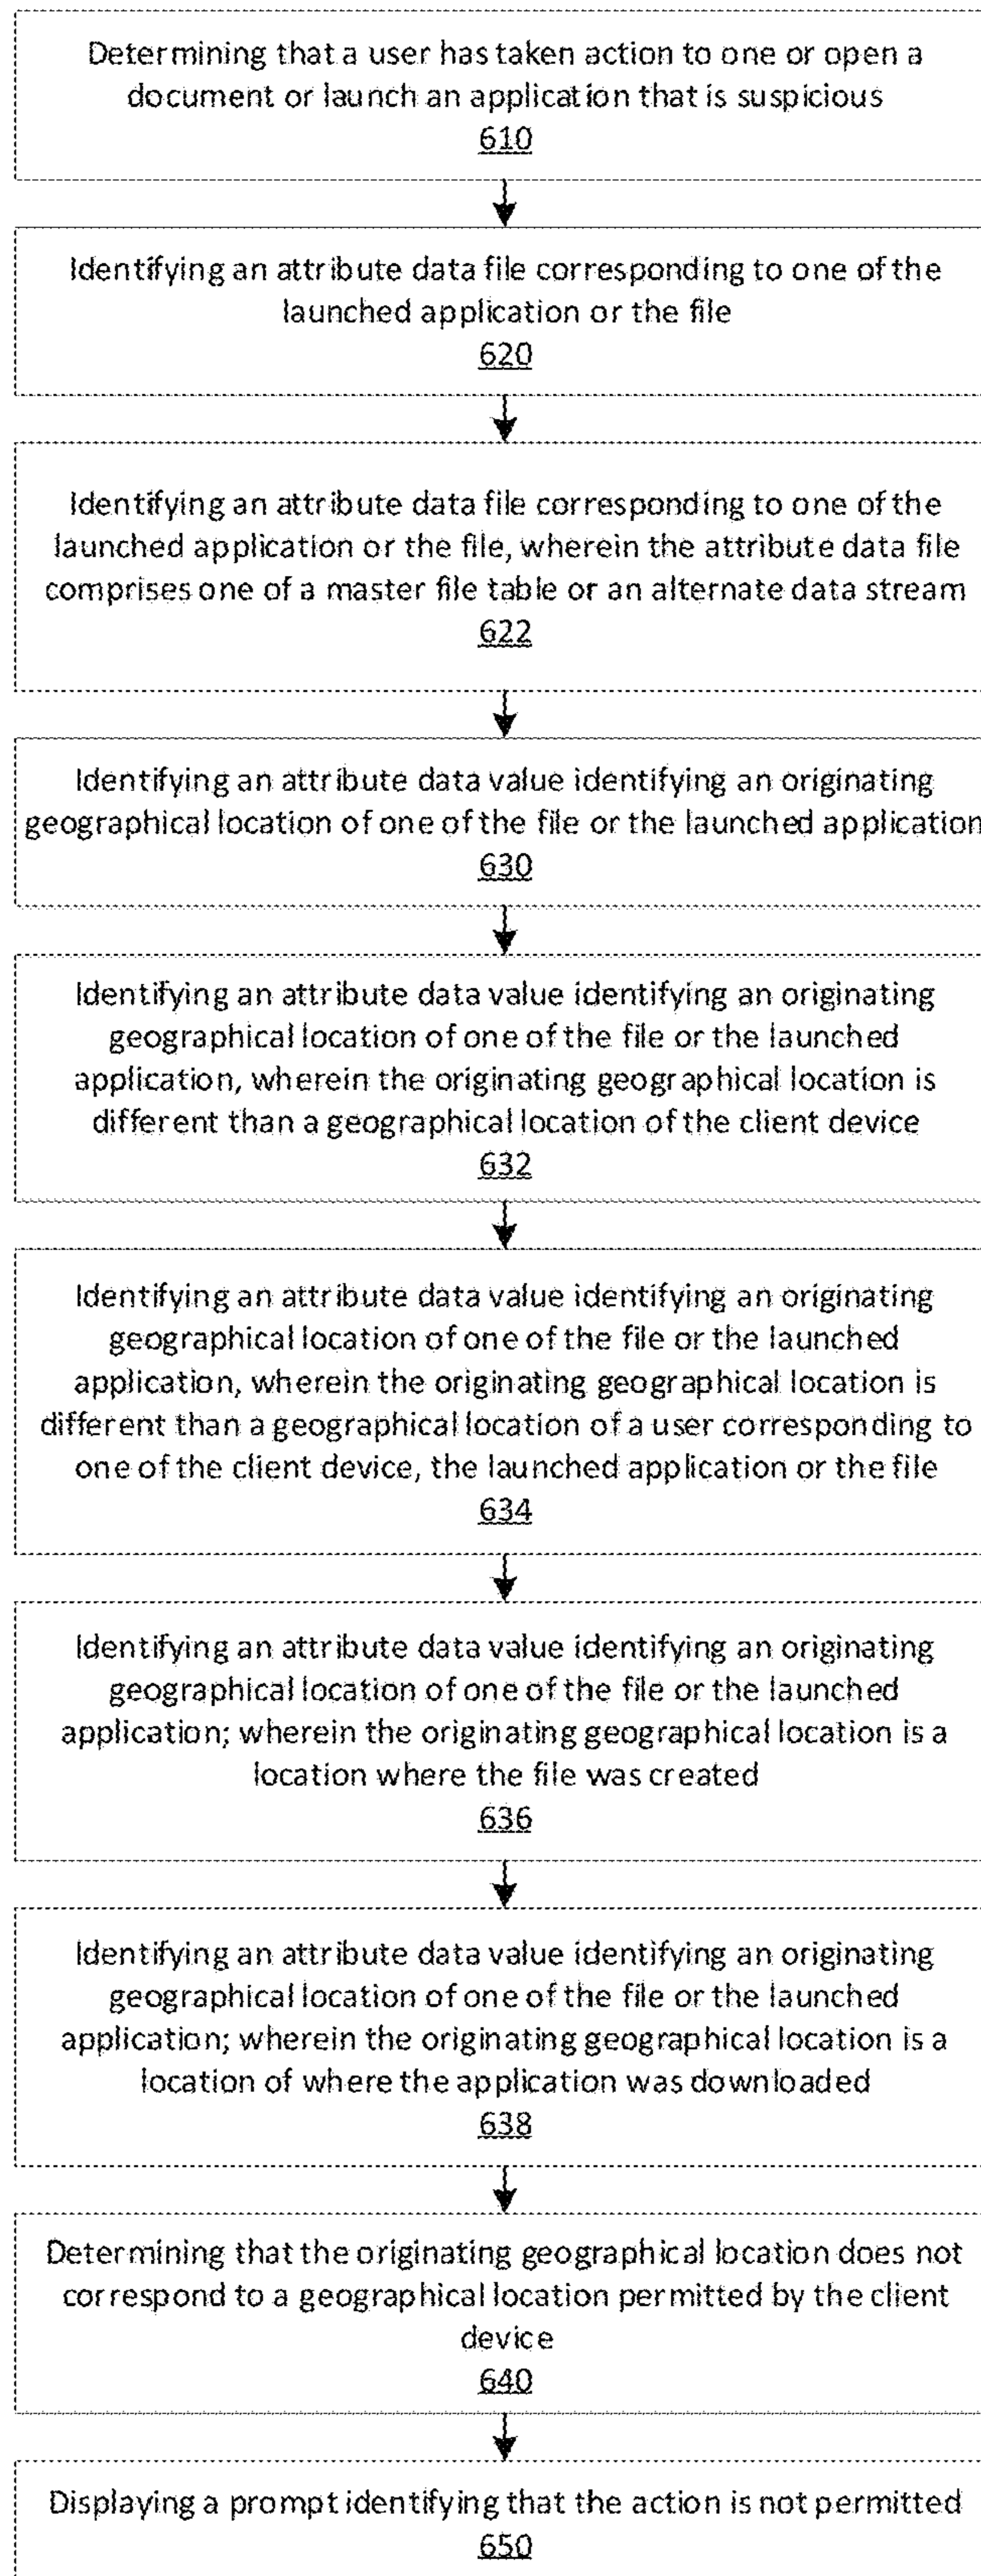 Determining that a user has taken action to one or open a
document or launch an application that is suspicious
610
Identifying an attribute data file corresponding to one of the
launched application or the file
620
Identifying an attribute data file corresponding to one of the
launched application or the file, wherein the attribute data file
comprises one of a master file table or an alternate data stream
622
Identifying an attribute data value identifying an originating
geographical location of one of the file or the launched application
630
Identifying an attribute data value identifying an originating
geographical location of one of the file or the launched
application, wherein the originating geographical location is
different than a geographical location of the client device
632
Identifying an attribute data value identifying an originating
geographical location of one of the file or the launched
application, wherein the originating geographical location is
different than a geographical location of a user corresponding to
one of the client device, the launched application or the file
634
Identifying an attribute data value identifying an originating
geographical location of one of the file or the launched
application; wherein the originating geographical location is a
location where the file was created
636
Identifying an attribute data value identifying an originating
geographical location of one of the file or the launched
application; wherein the originating geographical location is a
location of where the application was downloaded
638
Determining that the originating geographical location does not
correspond to a geographical location permitted by the client
device
640
Displaying a prompt identifying that the action is not permitted
650